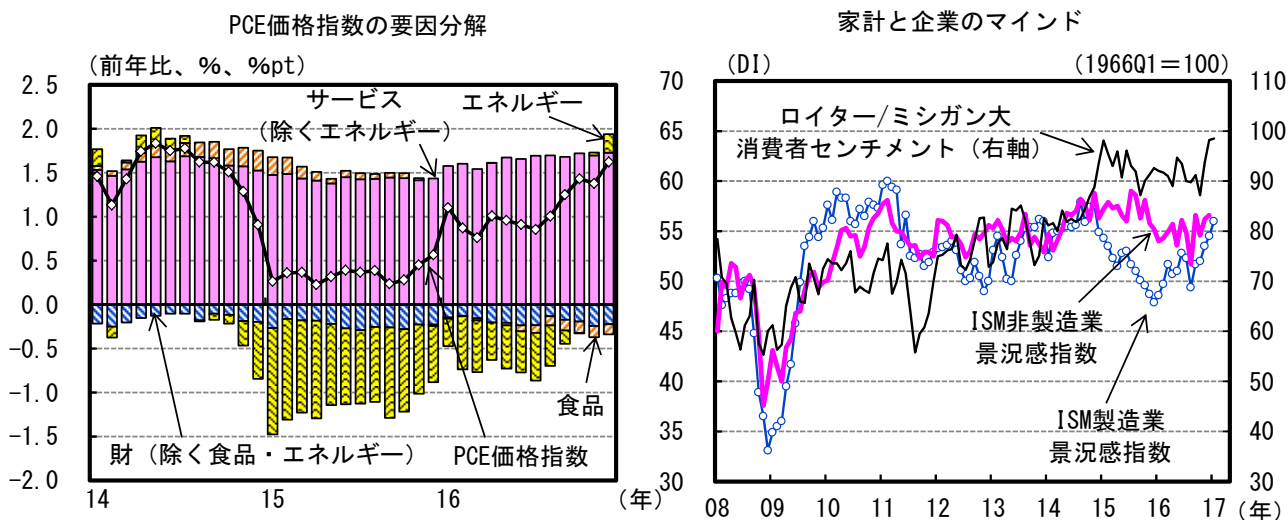 PCE価格指数の要因分解
(前年比、%、%pt)
2.5
2.0
1.5
1.0
0.5
0.0
-0.5
-1.0
-1.5
-2.0
サービス
(除くエネルギー)
エネルギー
食品
財(除く食品・エネルギー)
PCE価格指数
14
15
16
(年)
家計と企業のマインド
(DI)
(1966Q1=100)
70
65
60
55
50
45
40
35
30
110
100
90
80
70
60
50
40
30
ロイター/ミシガン大
消費者センチメント(右軸)
ISM非製造業
景況感指数
ISM製造業
景況感指数
08
09
10
11
12
13
14
15
16
17
(年)